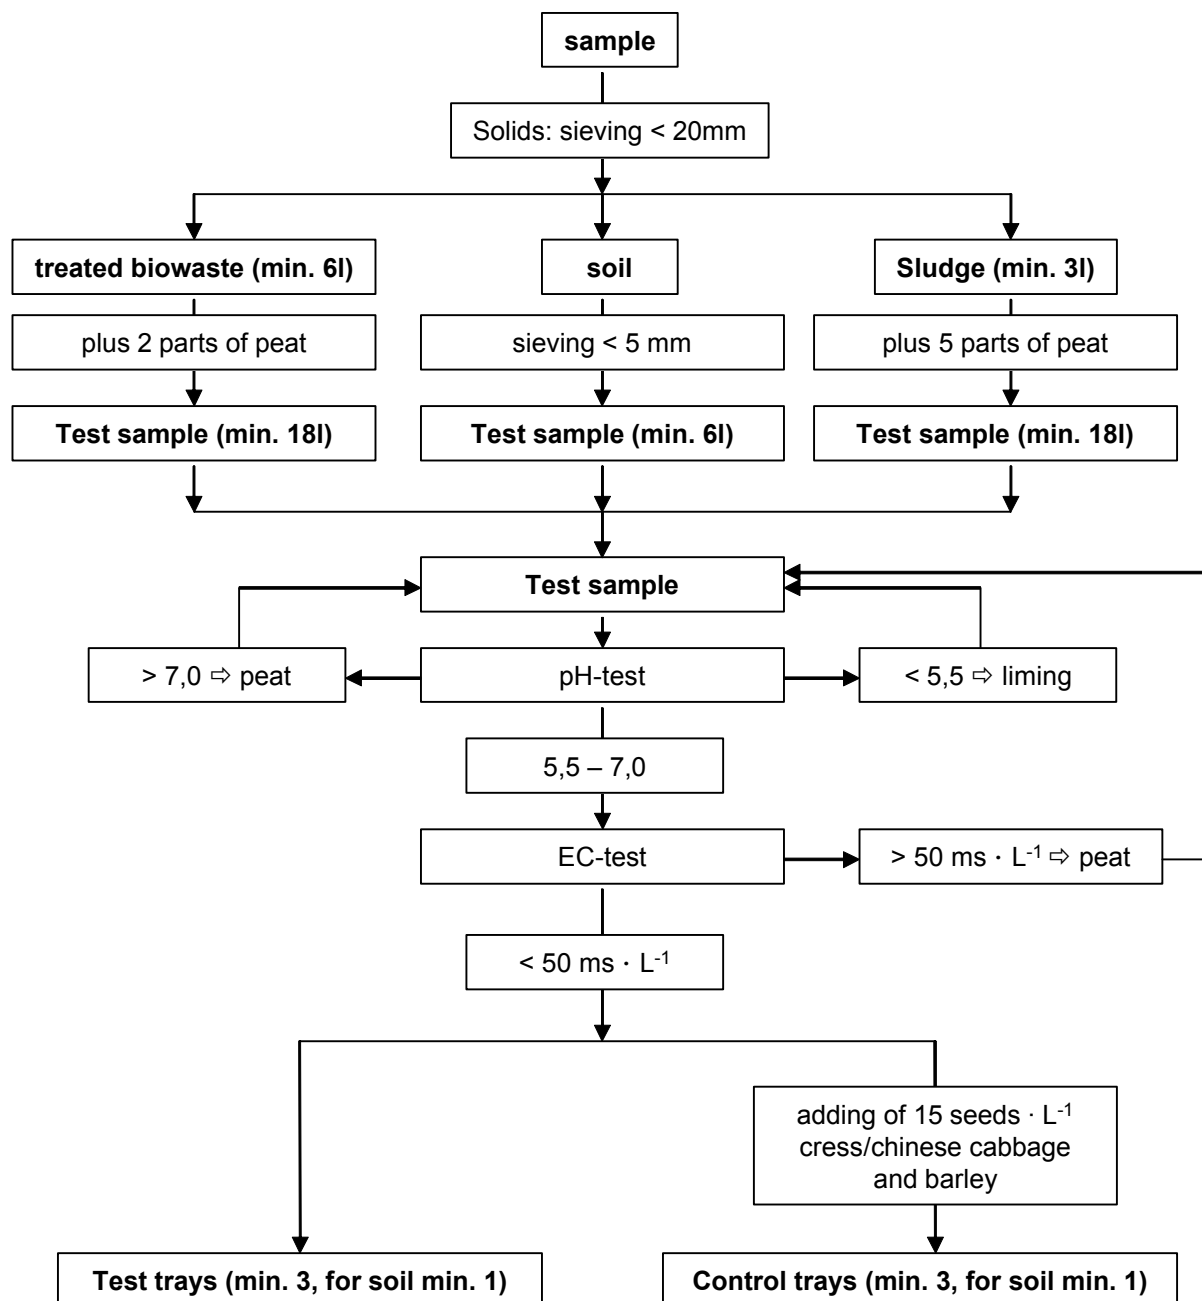 sample
Solids: sieving < 20mm
treated biowaste (min. 6l)
soil
Sludge (min. 3l)
plus 2 parts of peat
sieving < 5 mm
plus 5 parts of peat
Test sample (min. 18l)
Test sample (min. 6l)
Test sample (min. 18l)
Test sample
> 7,0 ⇨ peat
pH-test
< 5,5 ⇨ liming
5,5 – 7,0
EC-test
> 50 ms · L⁻¹ ⇨ peat
< 50 ms · L⁻¹
adding of 15 seeds · L⁻¹
cress/chinese cabbage
and barley
Test trays (min. 3, for soil min. 1)
Control trays (min. 3, for soil min. 1)